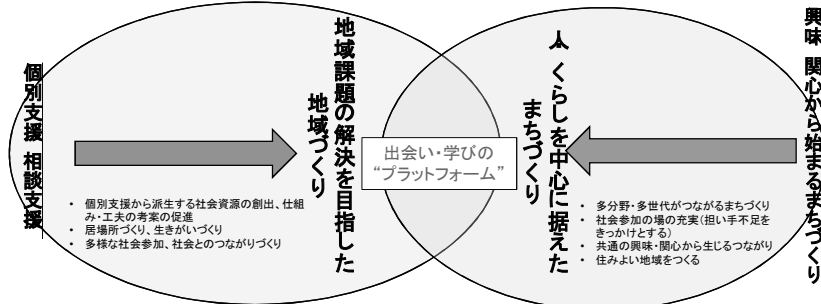 個別支援 相談支援
地域課題の解決を目指した
地域づくり
• 個別支援から派生する社会資源の創出、仕組
み・工夫の考案の促進
• 居場所づくり、生きがいづくり
• 多様な社会参加、社会とのつながりづくり
出会い・学びの
“プラットフォーム”
人、くらしを中心に据えた
まちづくり
• 多分野・多世代がつながるまちづくり
• 社会参加の場の充実(担い手不足を
きっかけとする)
• 共通の興味・関心から生じるつながり
• 住みよい地域をつくる
興味 関心から始まるまちづくり